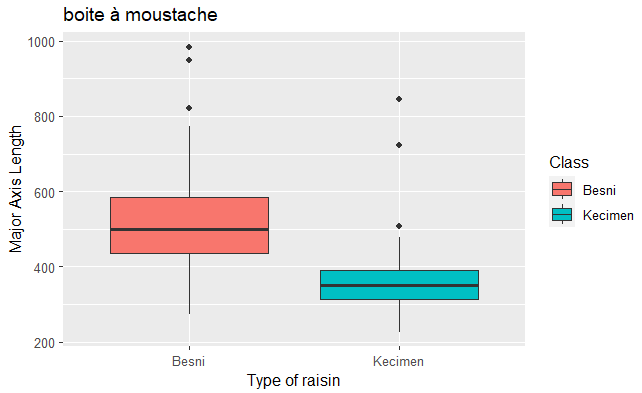 boite à moustache
1000
800
600
400
200
Major Axis Length
Besni
Kecimen
Type of raisin
Class
Besni
Kecimen